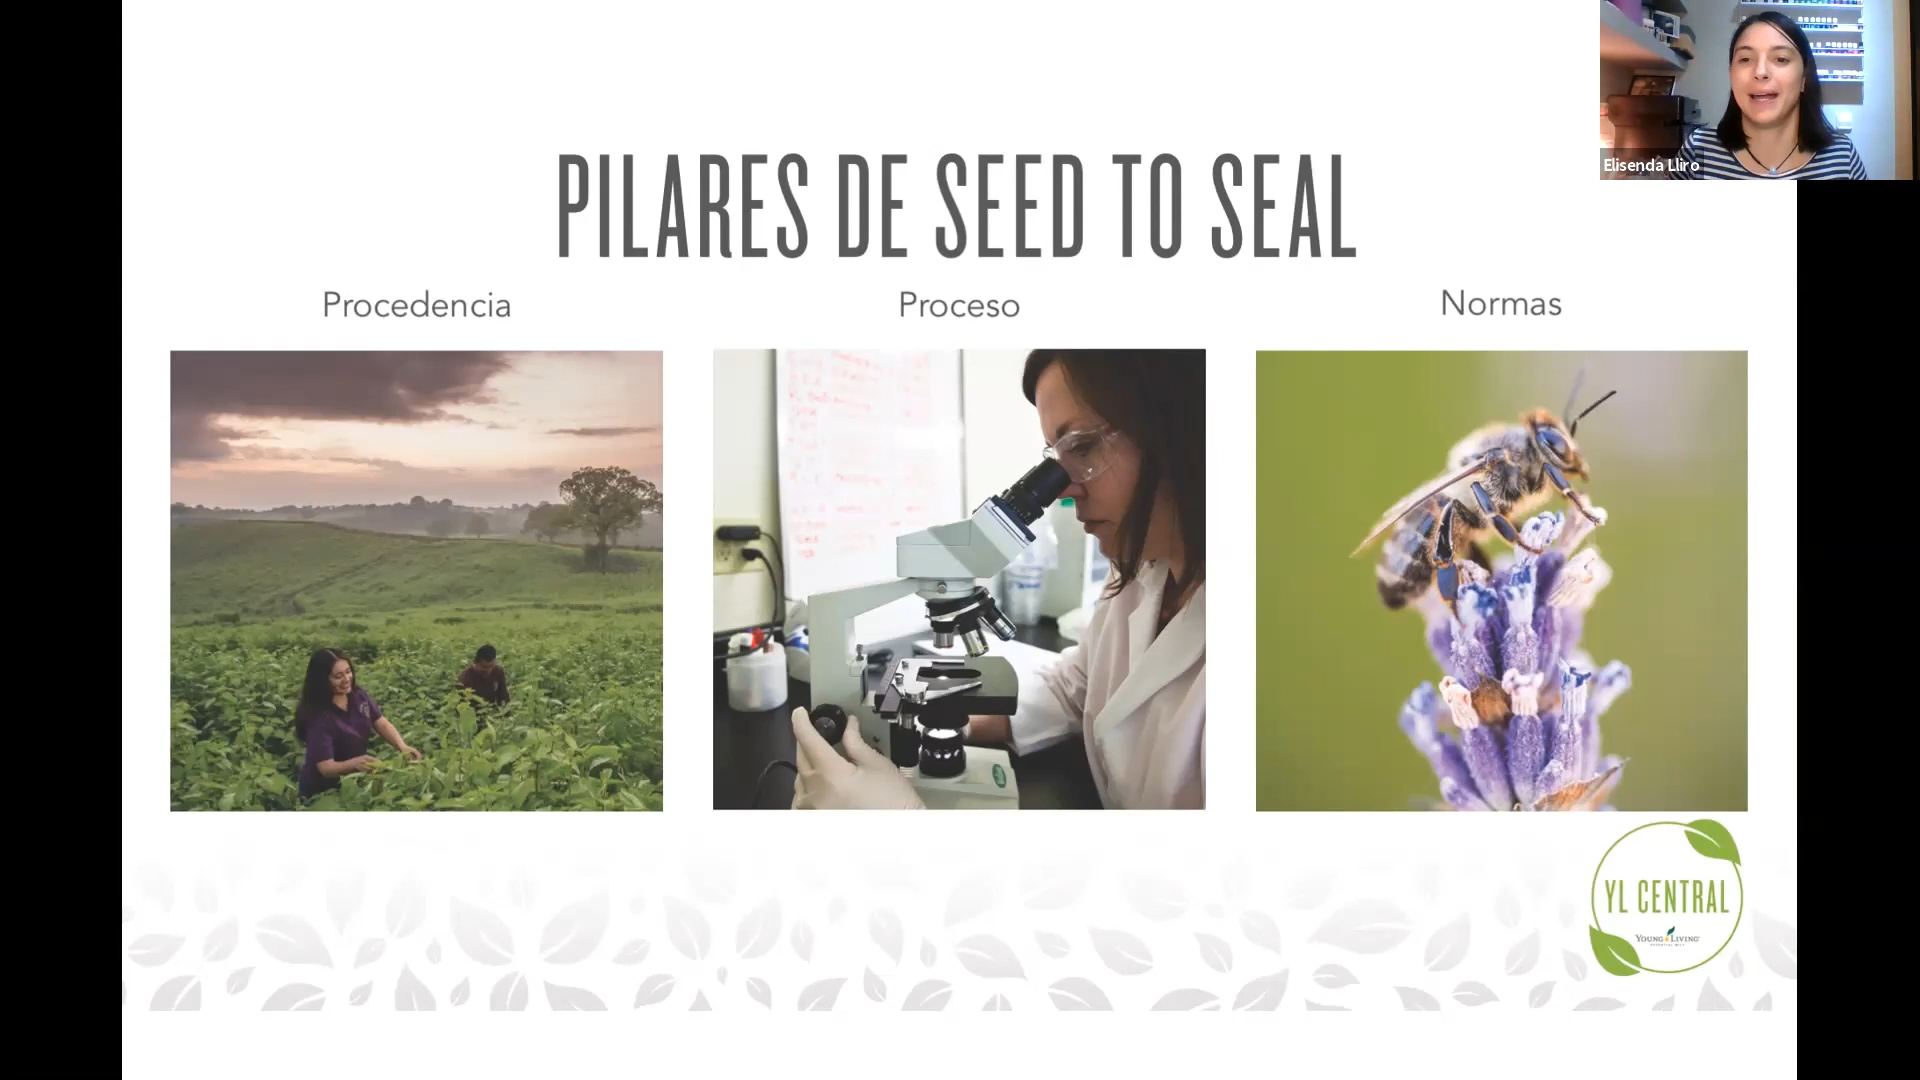 Elisenda Lliro
PILARES DE SEED TO SEAL
Procedencia
Proceso
Normas
YL CENTRAL
YOUNG LIVING